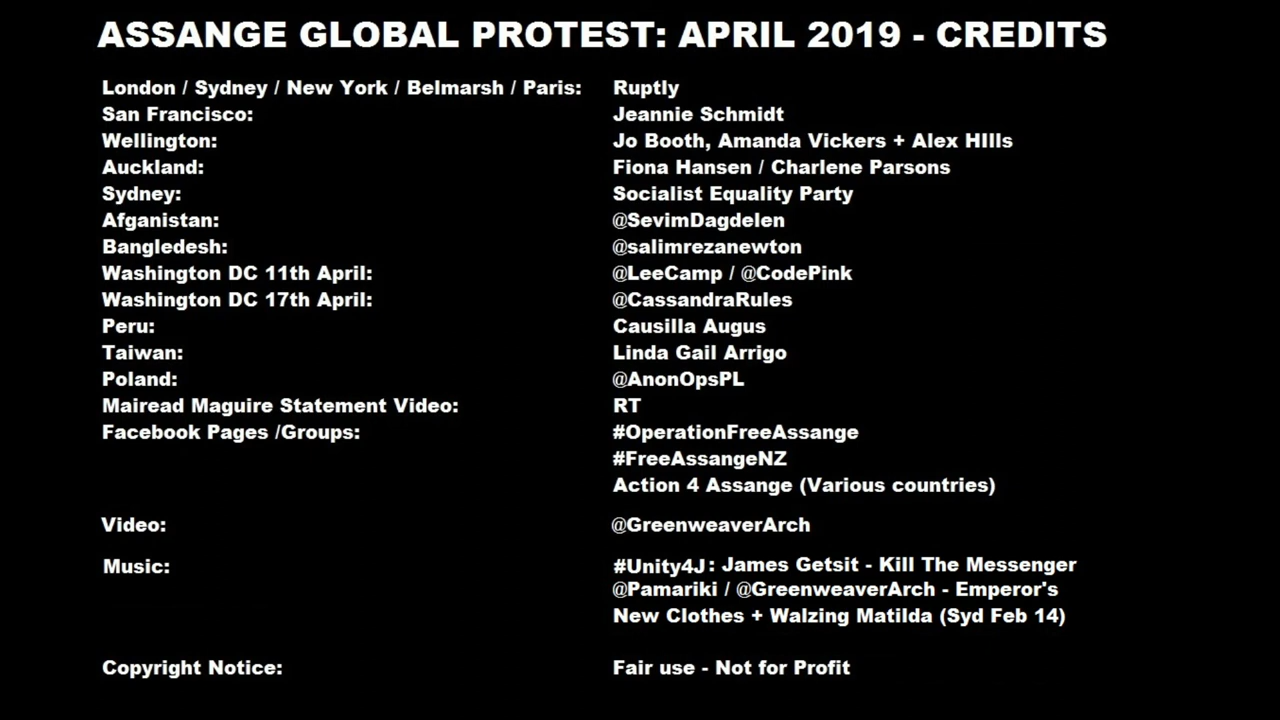 ASSANGE GLOBAL PROTEST: APRIL 2019 - CREDITS
London / Sydney / New York / Belmarsh / Paris: Ruptly
San Francisco: Jeannie Schmidt
Wellington: Jo Booth, Amanda Vickers + Alex HIlls
Auckland: Fiona Hansen / Charlene Parsons
Sydney: Socialist Equality Party
Afganistan: @SevimDagdelen
Bangledesh: @salimrezanewton
Washington DC 11th April: @LeeCamp / @CodePink
Washington DC 17th April: @CassandraRules
Peru: Causilla Augus
Taiwan: Linda Gail Arrigo
Poland: @AnonOpsPL
Mairead Maguire Statement Video: RT
Facebook Pages /Groups: #OperationFreeAssange
#FreeAssangeNZ
Action 4 Assange (Various countries)
Video: @GreenweaverArch
Music: #Unity4J: James Getsit - Kill The Messenger
@Pamariki / @GreenweaverArch - Emperor's
New Clothes + Walzing Matilda (Syd Feb 14)
Copyright Notice: Fair use - Not for Profit